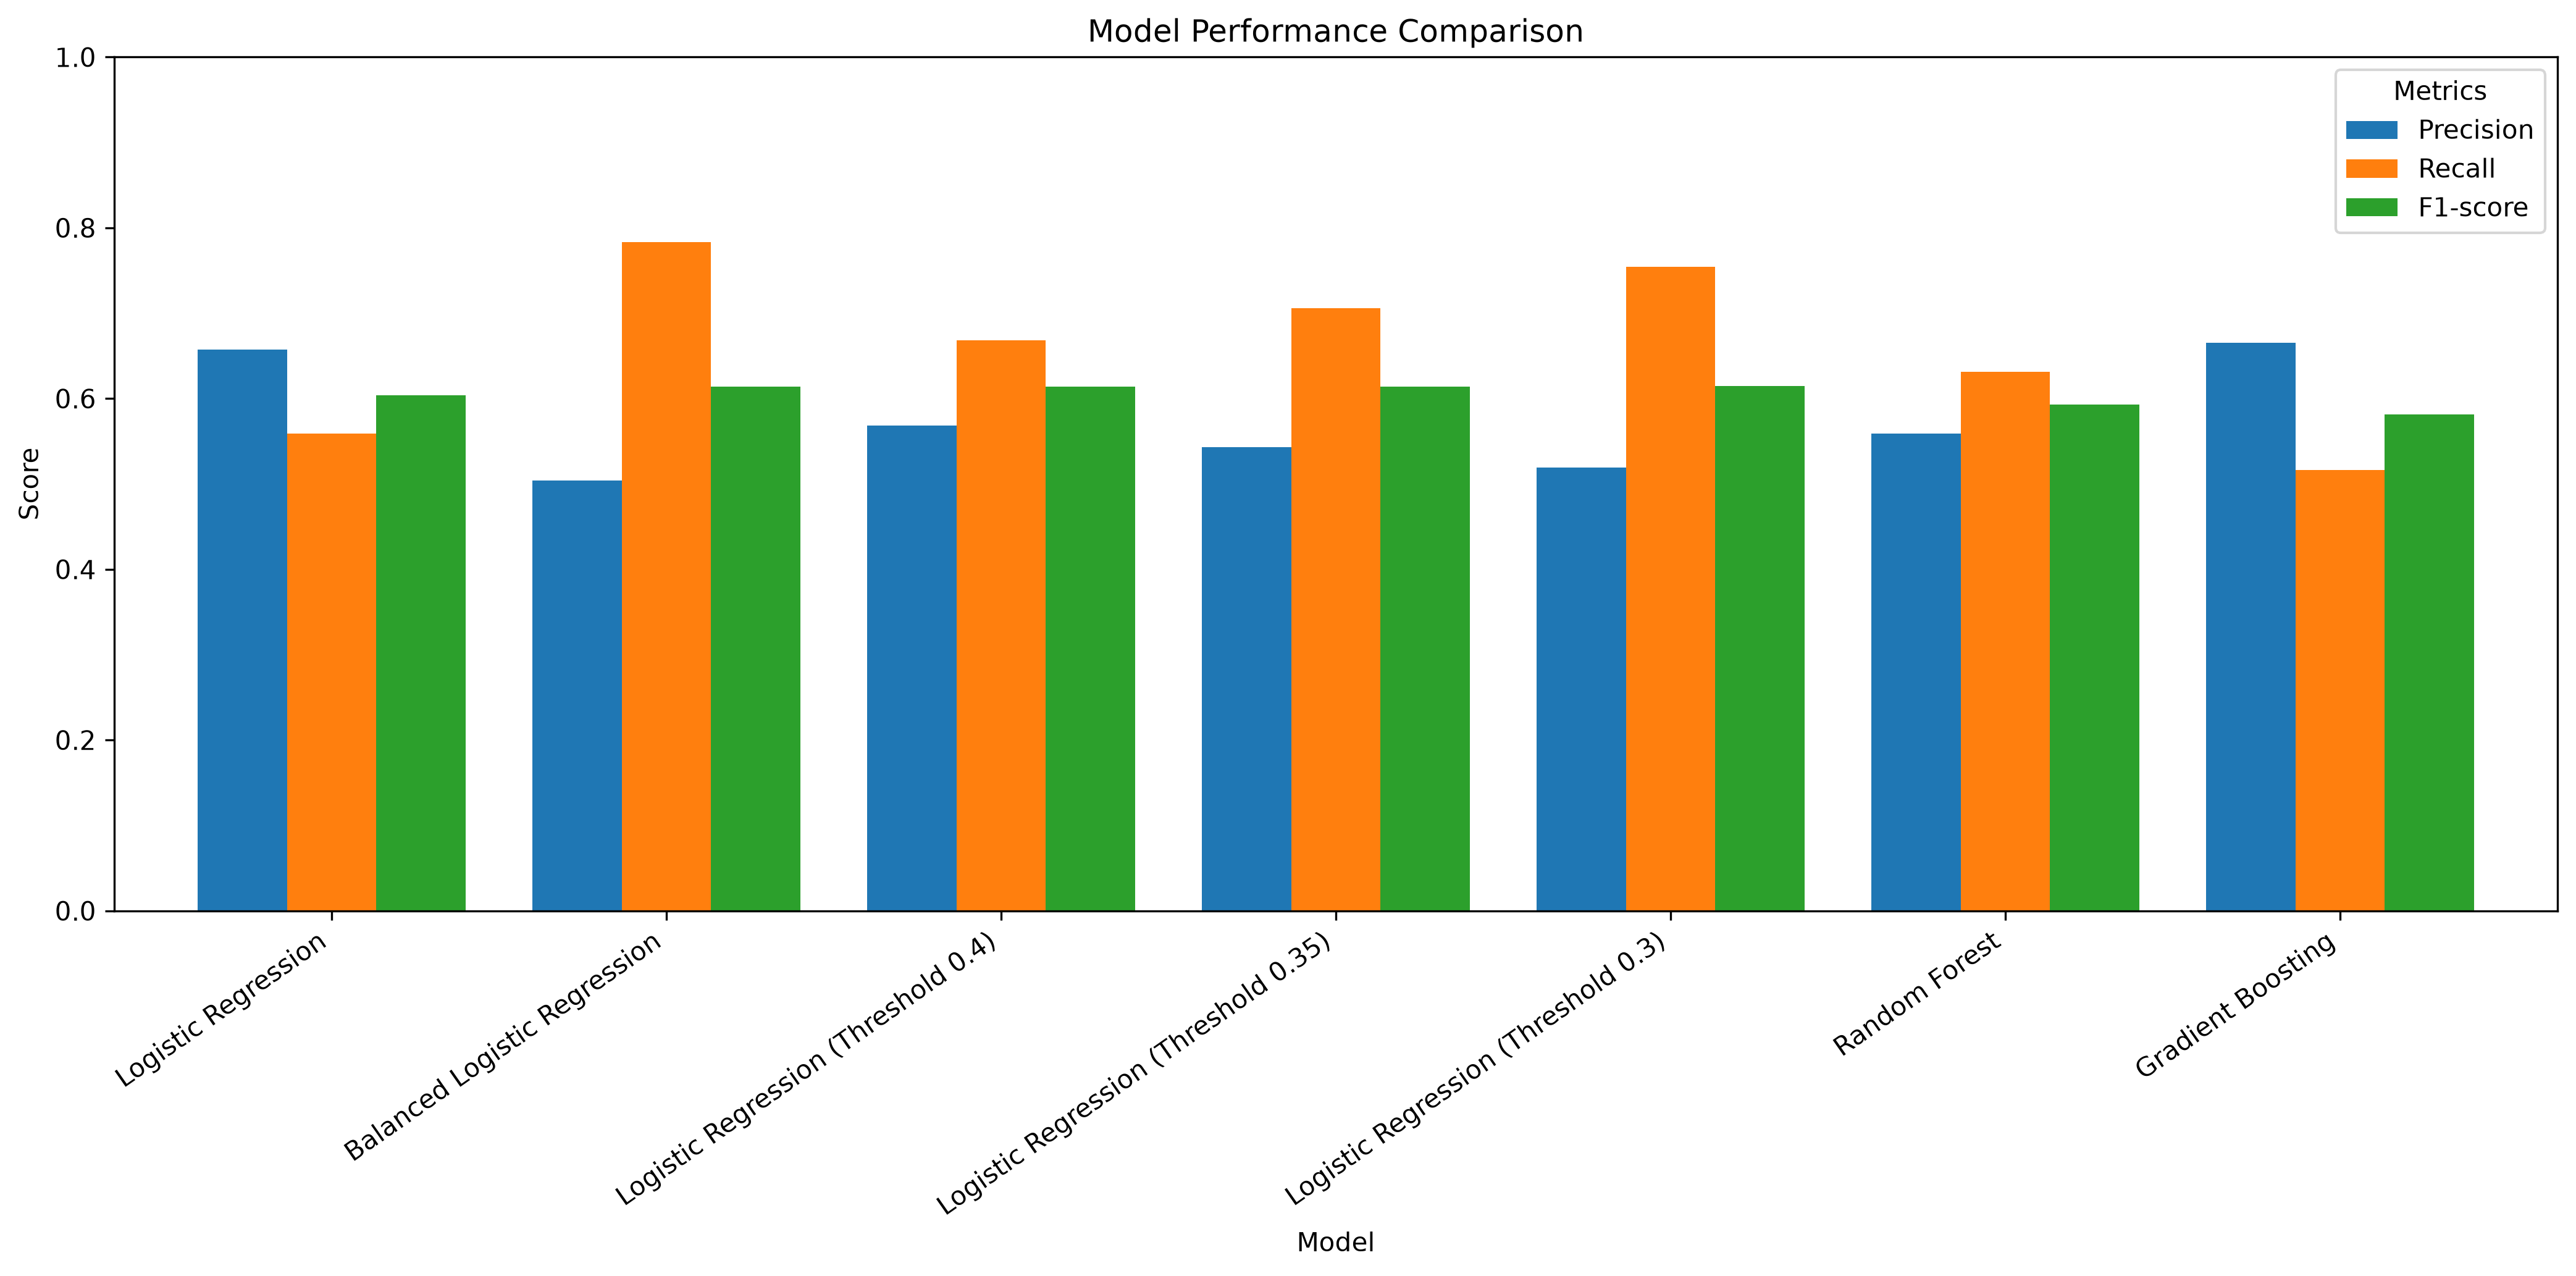 Model Performance Comparison
1.0
0.8
0.6
0.4
0.2
0.0
Score
Metrics
Precision
Recall
F1-score
Logistic Regression
Balanced Logistic Regression
Logistic Regression (Threshold 0.4)
Logistic Regression (Threshold 0.35)
Logistic Regression (Threshold 0.3)
Random Forest
Gradient Boosting
Model